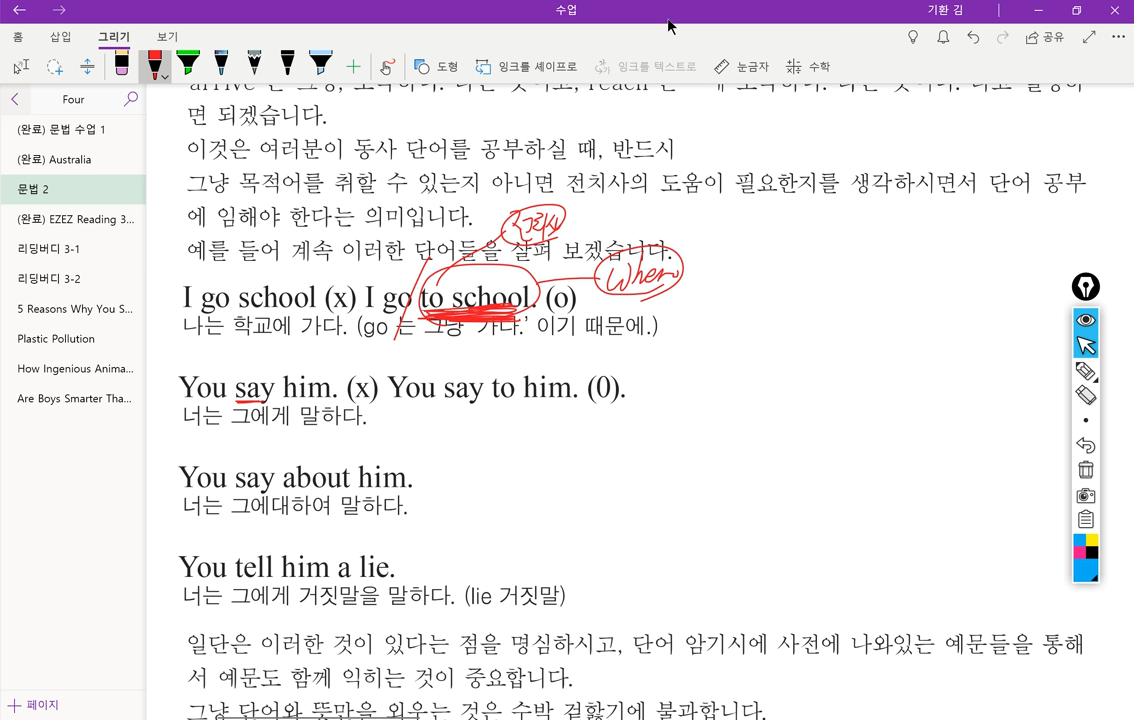 수업
기환 김
홈 삽입 그리기 보기
공유
도형 잉크를 셰이프로 잉크를 텍스트로 눈금자 수학
Four
(완료) 문법 수업 1
(완료) Australia
문법 2
(완료) EZEZ Reading 3...
리딩버디 3-1
리딩버디 3-2
5 Reasons Why You S...
Plastic Pollution
How Ingenious Anima...
Are Boys Smarter Tha...
페이지
면 되겠습니다.
이것은 여러분이 동사 단어를 공부하실 때, 반드시
그냥 목적어를 취할 수 있는지 아니면 전치사의 도움이 필요한지를 생각하시면서 단어 공부
에 임해야 한다는 의미입니다.
예를 들어 계속 이러한 단어들을 살펴 보겠습니다.
I go school (x) I go to school. (o)
where
나는 학교에 가다. (go 는 그냥 '가다.' 이기 때문에.)
You say him. (x) You say to him. (0).
너는 그에게 말하다.
You say about him.
너는 그에대하여 말하다.
You tell him a lie.
너는 그에게 거짓말을 말하다. (lie 거짓말)
일단은 이러한 것이 있다는 점을 명심하시고, 단어 암기시에 사전에 나와있는 예문들을 통해
서 예문도 함께 익히는 것이 중요합니다.
그냥 단어와 뜻만을 외우는 것은 수박 겉핥기에 불과합니다.